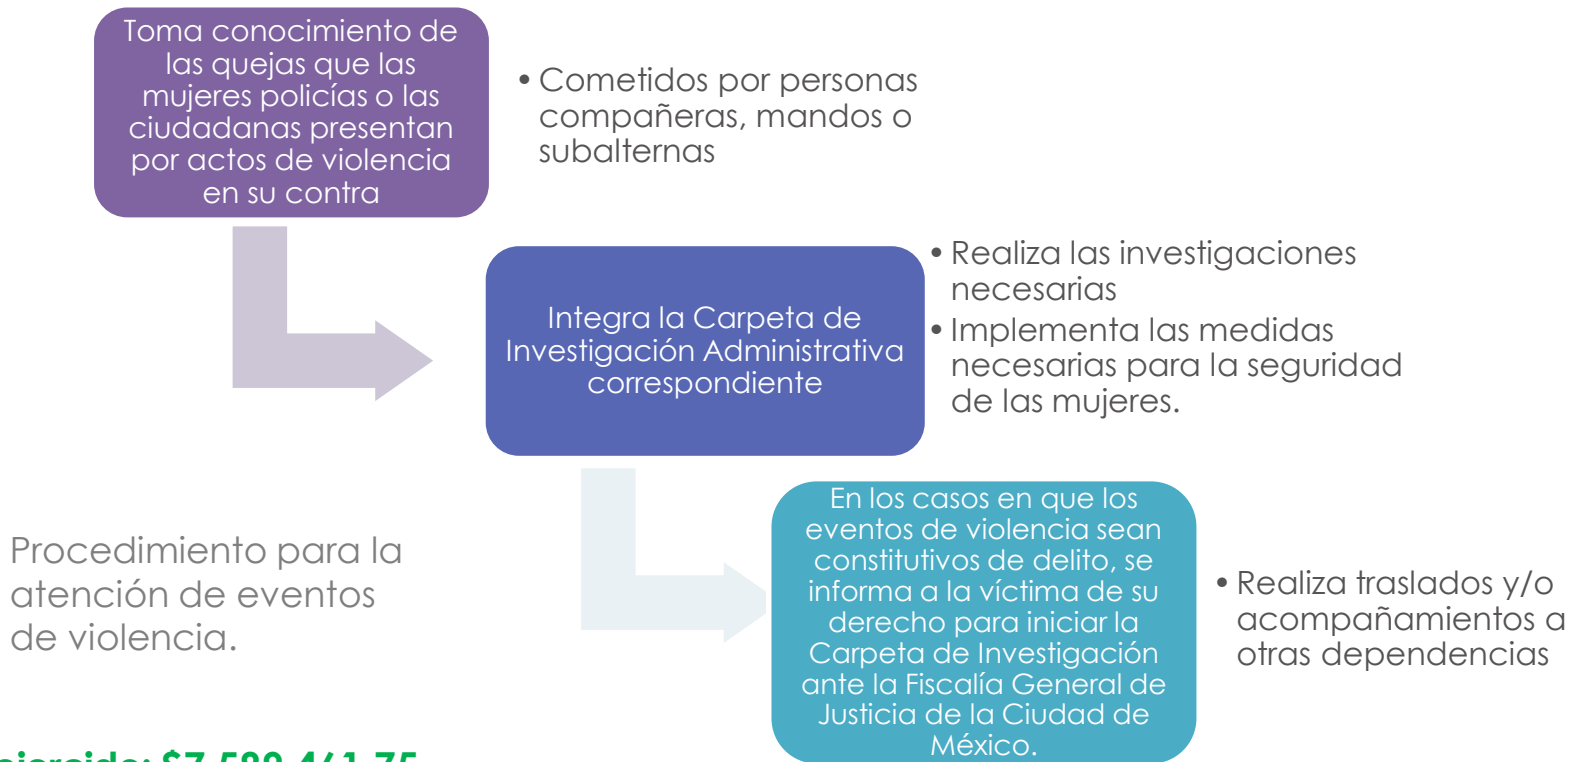 Toma conocimiento de
las quejas que las
mujeres policías o las
ciudadanas presentan
por actos de violencia
en su contra
• Cometidos por personas
compañeras, mandos o
subalternas
Integra la Carpeta de
Investigación Administrativa
correspondiente
• Realiza las investigaciones
necesarias
• Implementa las medidas
necesarias para la seguridad
de las mujeres.
Procedimiento para la
atención de eventos
de violencia.
En los casos en que los
eventos de violencia sean
constitutivos de delito, se
informa a la víctima de su
derecho para iniciar la
Carpeta de Investigación
ante la Fiscalía General de
Justicia de la Ciudad de
México.
• Realiza traslados y/o
acompañamientos a
otras dependencias